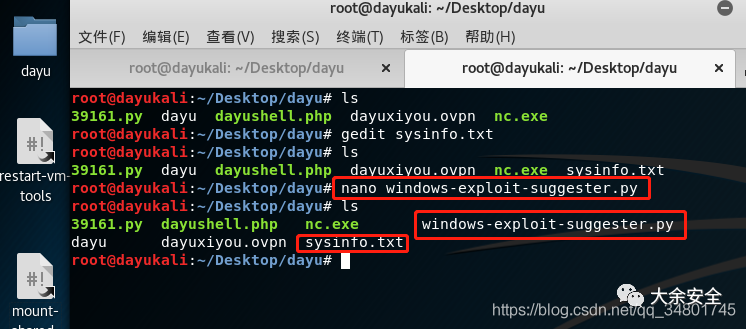 root@dayukali: ~/Desktop/dayu
文件(F) 编辑(E) 查看(V) 搜索(S) 终端(T) 标签(B) 帮助(H)
root@dayukali: ~/Desktop/dayu × root@dayukali: ~/Desktop/dayu ×
root@dayukali:~/Desktop/dayu# ls
39161.py dayu dayushell.php dayuxiyou.ovpn nc.exe
root@dayukali:~/Desktop/dayu# gedit sysinfo.txt
root@dayukali:~/Desktop/dayu# ls
39161.py dayu dayushell.php dayuxiyou.ovpn nc.exe sysinfo.txt
root@dayukali:~/Desktop/dayu# nano windows-exploit-suggester.py
root@dayukali:~/Desktop/dayu# ls
39161.py dayushell.php nc.exe windows-exploit-suggester.py
dayu dayuxiyou.ovpn sysinfo.txt
root@dayukali:~/Desktop/dayu#
dayu
#!
restart-vm-
tools
#!
mount-
shared-
大余安全
https://blog.csdn.net/qq_34801745